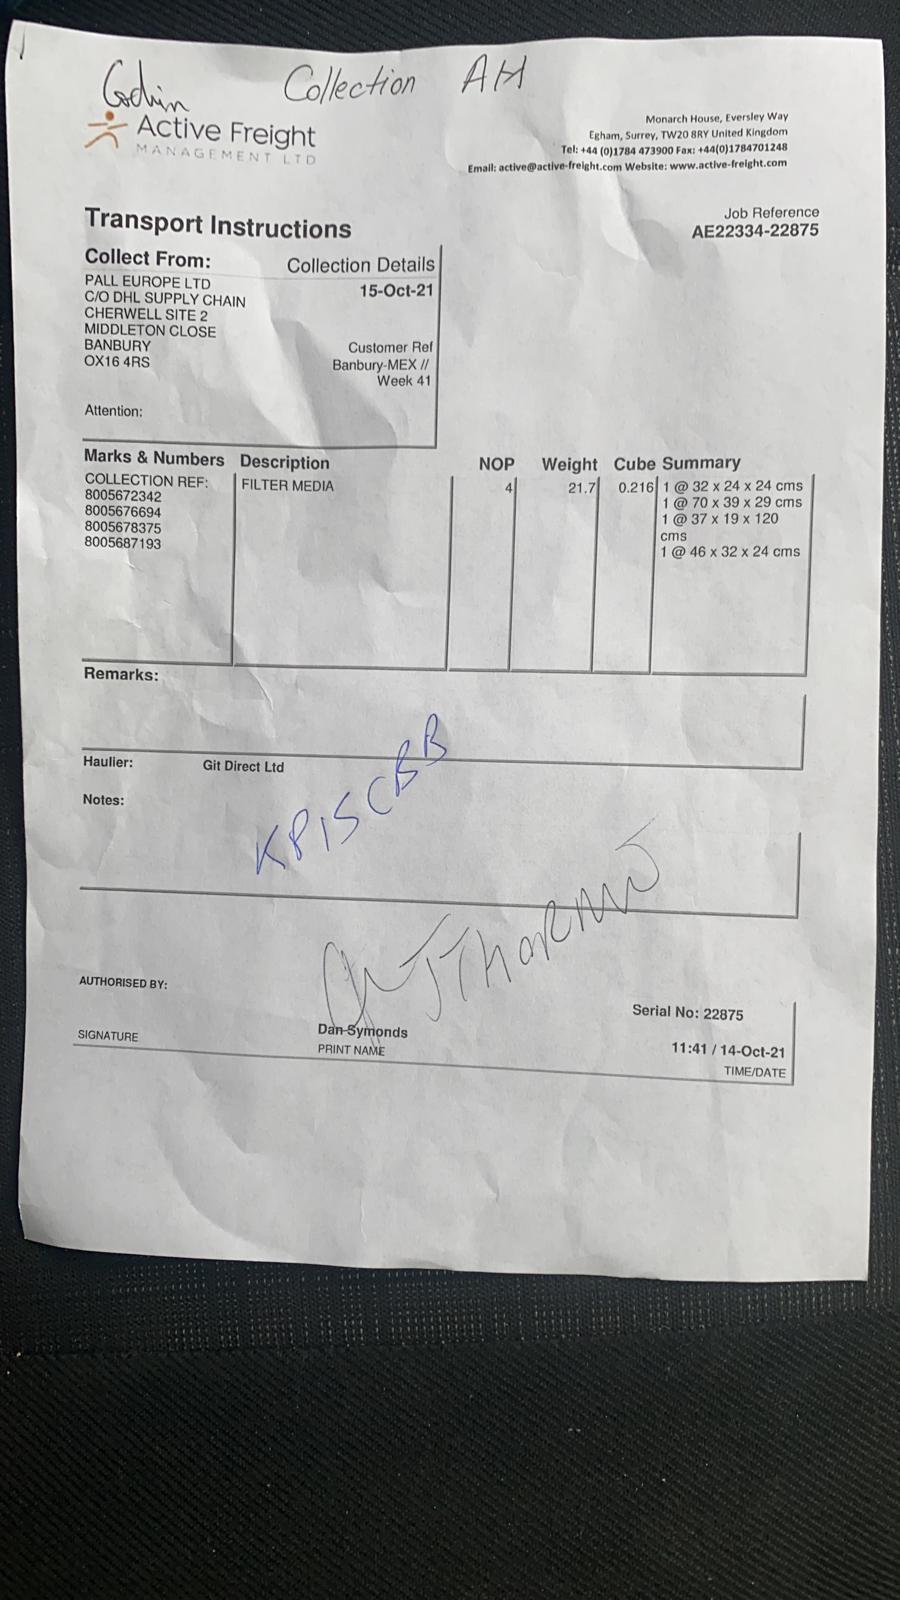 Collection AH
Active Freight
MANAGEMENT LTD
Monarch House, Eversley Way
Egham, Surrey, TW20 8RY United Kingdom
Tel: +44 (0)1784 473900 Fax: +44(0)1784701248
Email: active@active-freight.com Website: www.active-freight.com
Transport Instructions
Job Reference
AE22334-22875
Collect From:
PALL EUROPE LTD
C/O DHL SUPPLY CHAIN
CHERWELL SITE 2
MIDDLETON CLOSE
BANBURY
OX16 4RS
Attention:
Collection Details
15-Oct-21
Customer Ref
Banbury-MEX //
Week 41
Marks & Numbers Description NOP Weight Cube Summary
COLLECTION REF:
8005672342
8005676694
8005678375
8005687193
FILTER MEDIA
4
21.7
0.216
1 @ 32 x 24 x 24 cms
1 @ 70 x 39 x 29 cms
1 @ 37 x 19 x 120
cms
1 @ 46 x 32 x 24 cms
Remarks:
Haulier: Git Direct Ltd
Notes:
KP15CBB
AUTHORISED BY:
Serial No: 22875
SIGNATURE
Dan Symonds
PRINT NAME
11:41 / 14-Oct-21
TIME/DATE